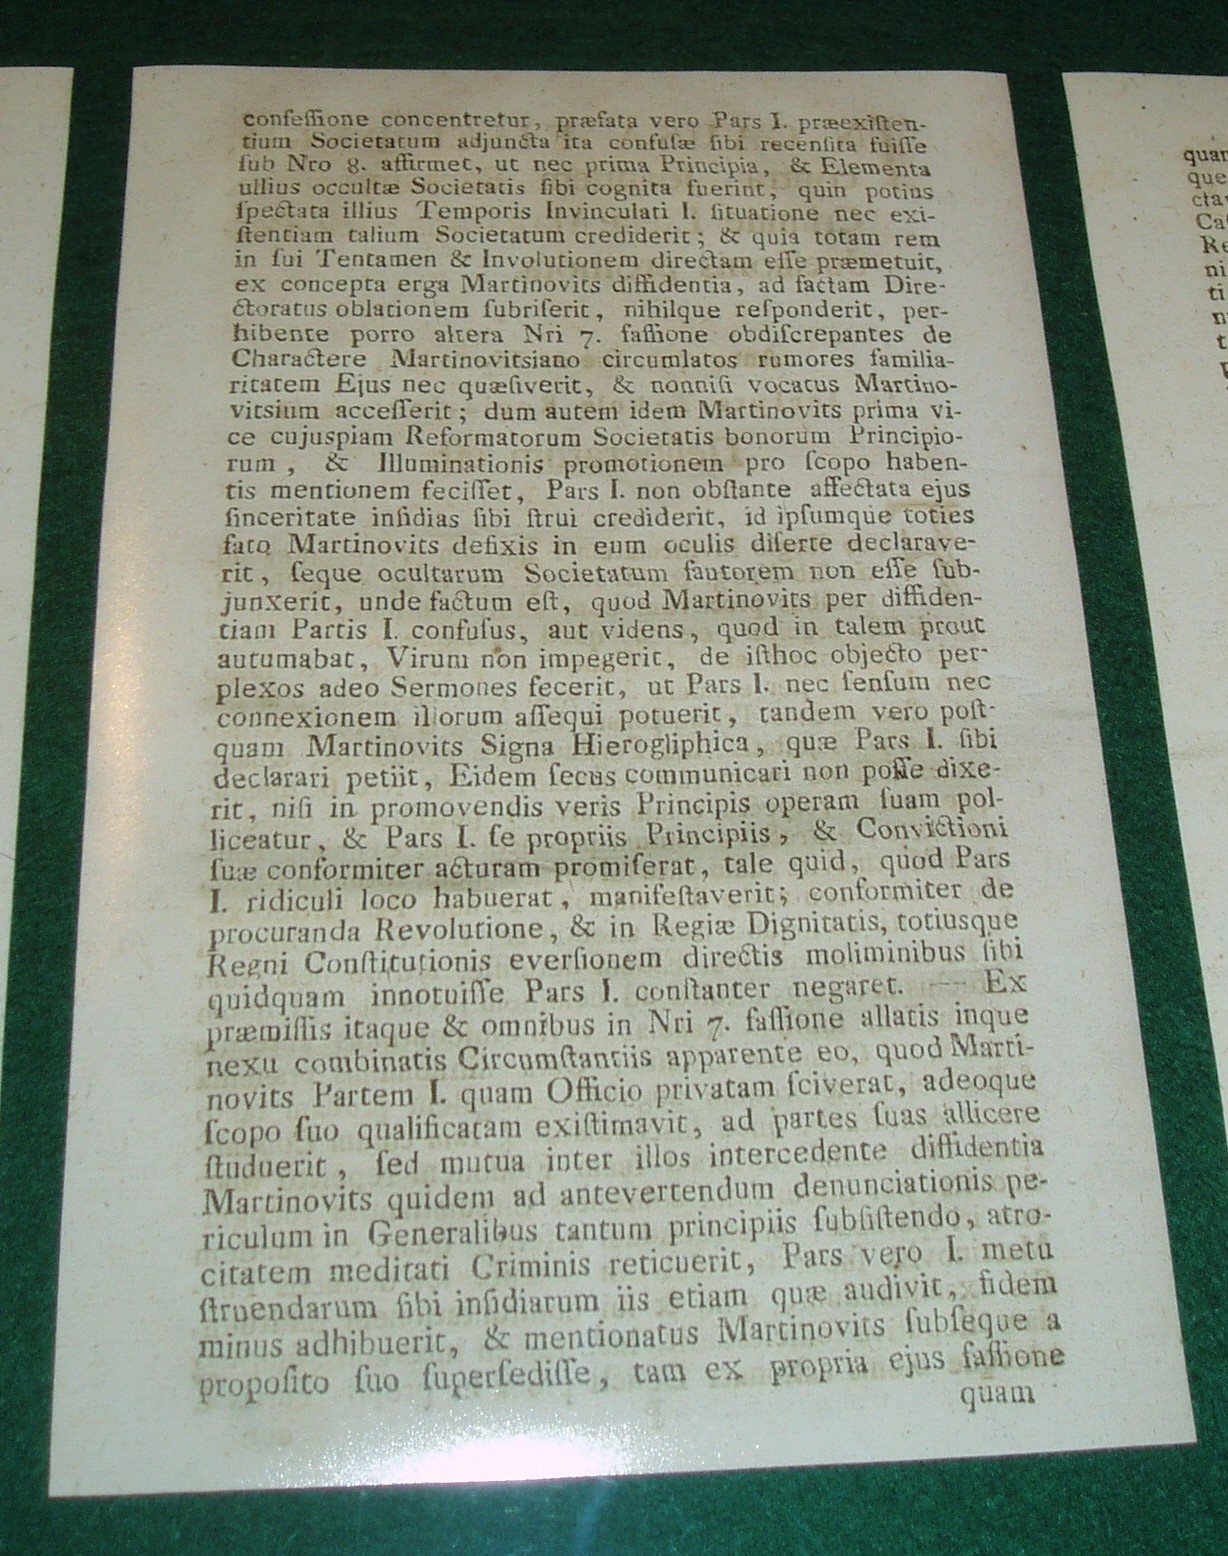 confeſſione concentretur, præfata vero Pars I. præexiſten-
tium Societatum adjuncta ita confuſæ ſibi recenſita fuiſſe
ſub Nro 8. affirmet, ut nec prima Principia, & Elementa
ullius occultæ Societatis ſibi cognita fuerint, quin potius
ſpectata illius Temporis Invinculati I. ſituatione nec exi-
ſtentiam talium Societatum crediderit; & quia totam rem
in ſui Tentamen & Involutionem directam eſſe præmetuit,
ex concepta erga Martinovits diffidentia, ad factam Dire-
ctoratus oblationem ſubriſerit, nihilque reſponderit, per-
hibente porro altera Nri 7. faſſione obdiſcrepantes de
Charactere Martinovitsiano circumlatos rumores familia-
ritatem Ejus nec quæſiverit, & nonniſi vocatus Martino-
vitsium acceſſerit; dum autem idem Martinovits prima vi-
ce cujuspiam Reformatorum Societatis bonorum Principio-
rum, & Illuminationis promotionem pro ſcopo haben-
tis mentionem feciſſet, Pars I. non obſtante affectata ejus
ſinceritate inſidias ſibi ſtrui crediderit, id ipſumque toties
fato Martinovits defixis in eum oculis diſerte declarave-
rit, ſeque ocultarum Societatum fautorem non eſſe ſub-
junxerit, unde factum eſt, quod Martinovits per diffiden-
tiam Partis I. confuſus, aut videns, quod in talem prout
autumabat, Virum non impegerit, de iſthoc objecto per-
plexos adeo Sermones fecerit, ut Pars I. nec ſenſum nec
connexionem illorum aſſequi potuerit, tandem vero poſt-
quam Martinovits Signa Hierogliphica, quæ Pars I. ſibi
declarari petiit, Eidem ſecus communicari non poſſe dixe-
rit, niſi in promovendis veris Principis operam ſuam pol-
liceatur, & Pars I. ſe propriis Principiis, & Convictioni
ſuæ conformiter acturam promiſerat, tale quid, quod Pars
I. ridiculi loco habuerat, manifeſtaverit; conformiter de
procuranda Revolutione, & in Regiæ Dignitatis, totiusque
Regni Conſtitutionis everſionem directis moliminibus ſibi
quidquam innotuiſſe Pars I. conſtanter negaret. — Ex
præmiſſis itaque & omnibus in Nri 7. faſſione allatis inque
nexu combinatis Circumſtantiis apparente eo, quod Marti-
novits Partem I. quam Officio privatam ſciverat, adeoque
ſcopo ſuo qualificatam exiſtimavit, ad partes ſuas allicere
ſtuduerit, ſed mutua inter illos intercedente diffidentia
Martinovits quidem ad antevertendum denunciationis pe-
riculum in Generalibus tantum principiis ſubſiſtendo, atro-
citatem meditati Criminis reticuerit, Pars vero I. metu
ſtruendarum ſibi inſidiarum iis etiam quæ audivit, fidem
minus adhibuerit, & mentionatus Martinovits ſubſeque a
propoſito ſuo ſuperſediſſe, tam ex propria ejus faſſione
quam
quam
que
Ca
ni
ti